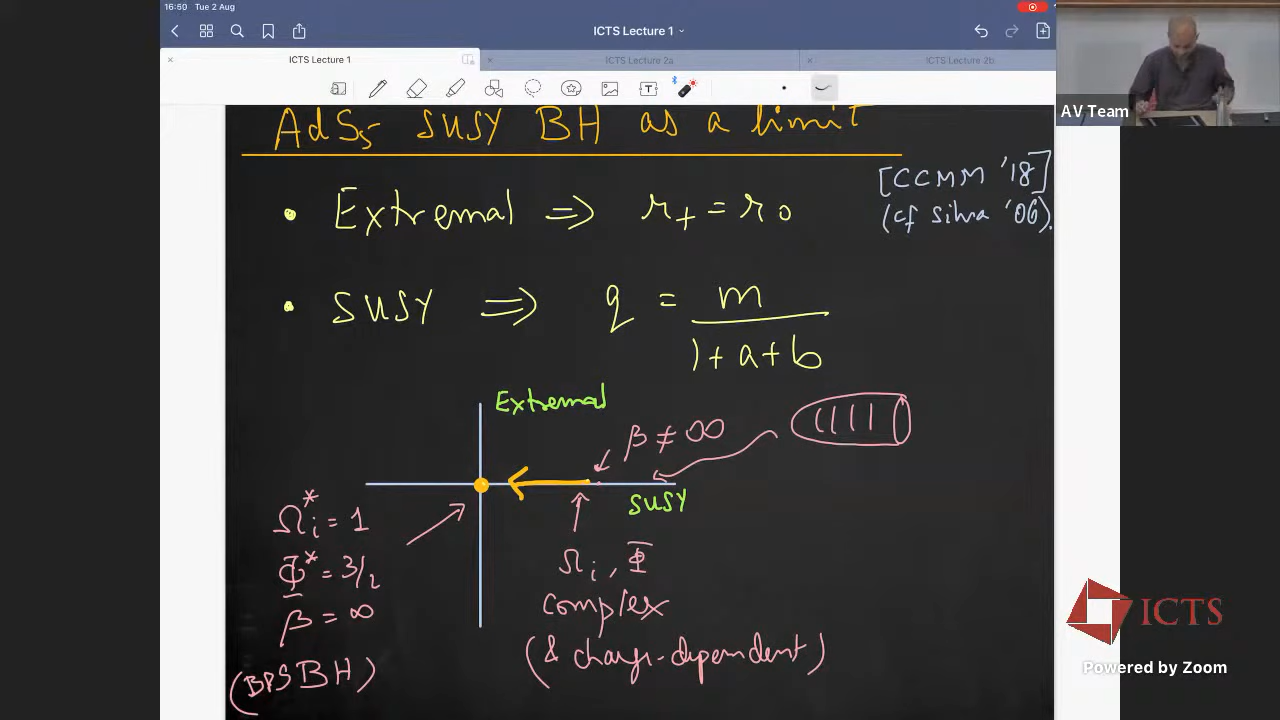 16:60 Tue 2 Aug
ICTS Lecture 1
ICTS Lecture 1
ICTS Lecture 2a
ICTS Lecture 2b
AV Team
AdS5 SUSY BH as a limit
[CCMM '18]
(cf Silva '06).
• Extremal ⇒ r+ = r0
• SUSY ⇒ q = m
1+a+b
Extremal
β ≠ ∞
SUSY
Ωi* = 1
Φ* = 3/2
β = ∞
(BPS BH)
Ωi, Φ
complex
(& charge-dependent)
ICTS
Powered by Zoom